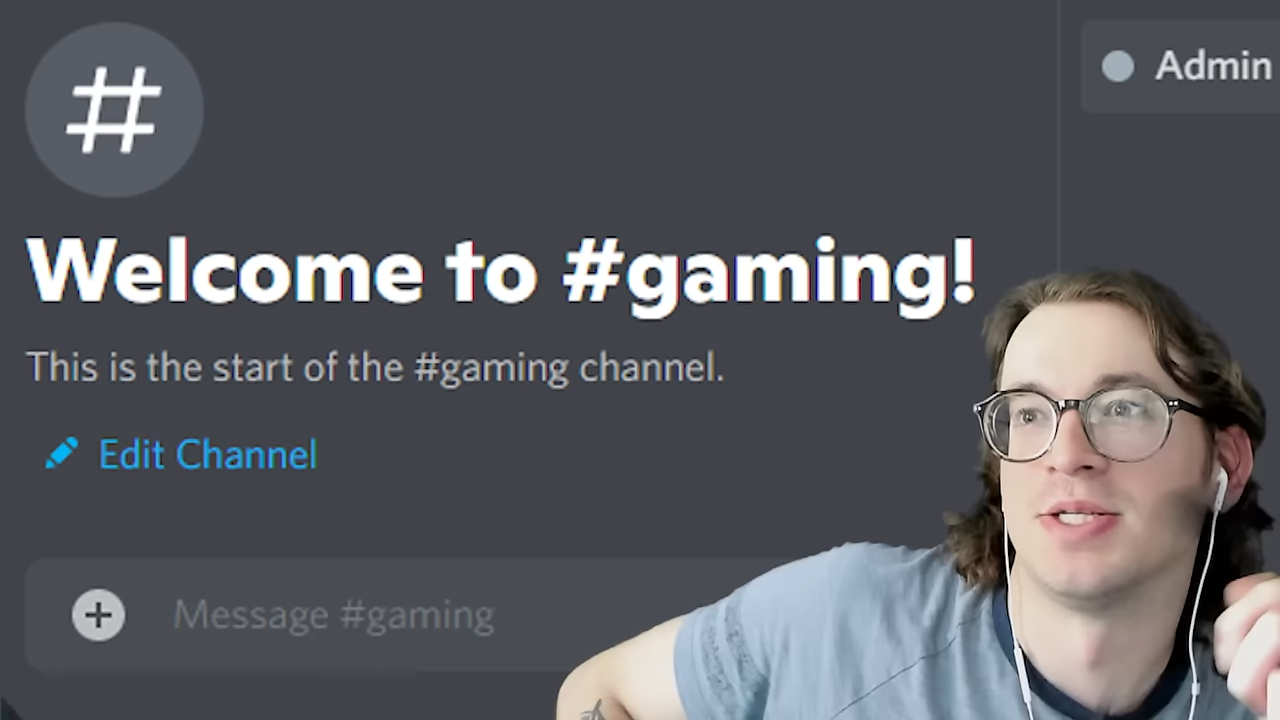 #
Welcome to #gaming!
This is the start of the #gaming channel.
Edit Channel
Message #gaming
Admin